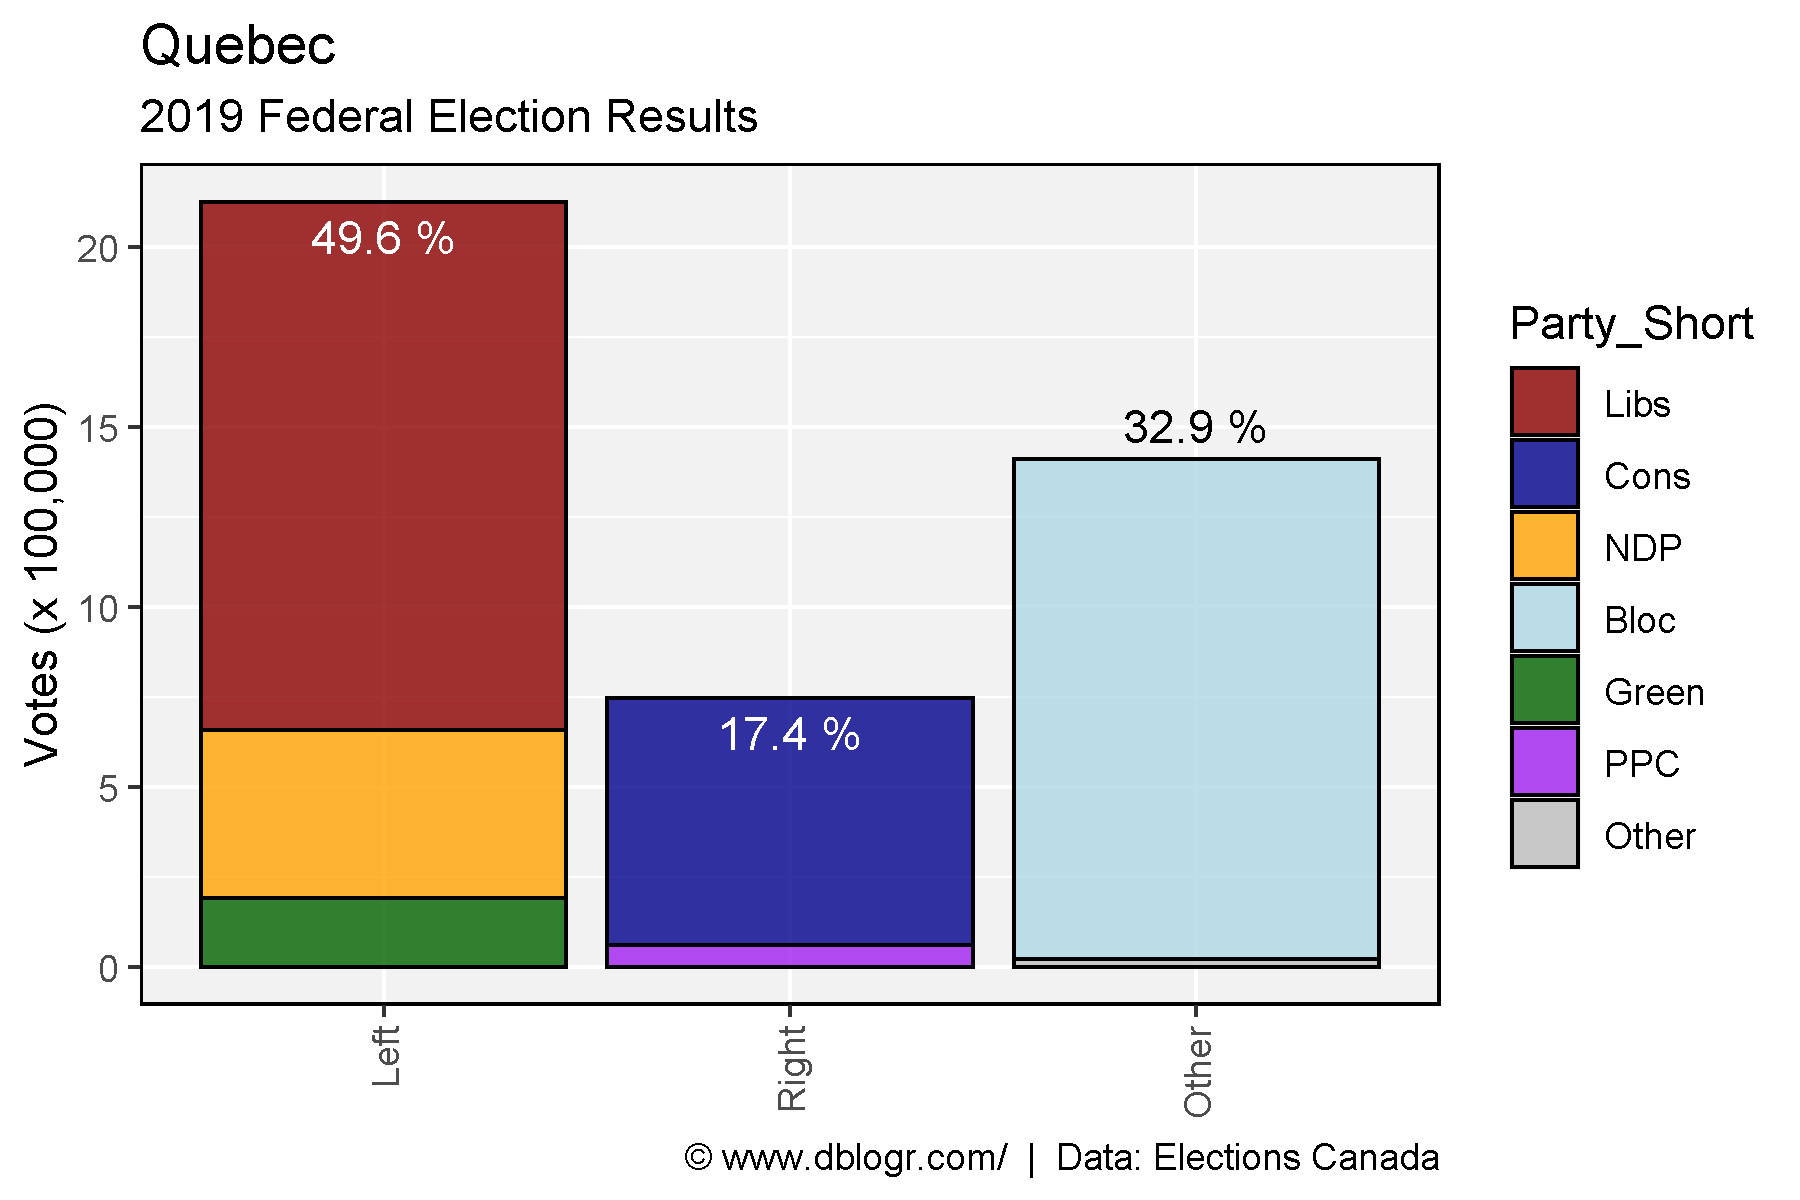 Quebec
2019 Federal Election Results
Votes (x 100,000)
20
15
10
5
0
49.6 %
17.4 %
32.9 %
Left
Right
Other
Party_Short
Libs
Cons
NDP
Bloc
Green
PPC
Other
© www.dblogr.com/ | Data: Elections Canada